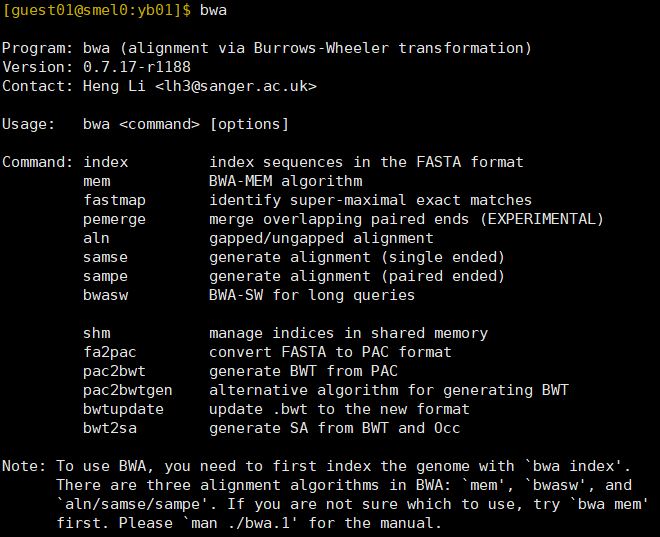 [guest01@smel0:yb01]$ bwa
Program: bwa (alignment via Burrows-Wheeler transformation)
Version: 0.7.17-r1188
Contact: Heng Li <lh3@sanger.ac.uk>
Usage:   bwa <command> [options]
Command: index         index sequences in the FASTA format
         mem           BWA-MEM algorithm
         fastmap       identify super-maximal exact matches
         pemerge       merge overlapping paired ends (EXPERIMENTAL)
         aln           gapped/ungapped alignment
         samse         generate alignment (single ended)
         sampe         generate alignment (paired ended)
         bwasw         BWA-SW for long queries
         shm           manage indices in shared memory
         fa2pac        convert FASTA to PAC format
         pac2bwt       generate BWT from PAC
         pac2bwtgen    alternative algorithm for generating BWT
         bwtupdate     update .bwt to the new format
         bwt2sa        generate SA from BWT and Occ
Note: To use BWA, you need to first index the genome with `bwa index'.
      There are three alignment algorithms in BWA: `mem', `bwasw', and
      `aln/samse/sampe'. If you are not sure which to use, try `bwa mem'
      first. Please `man ./bwa.1' for the manual.